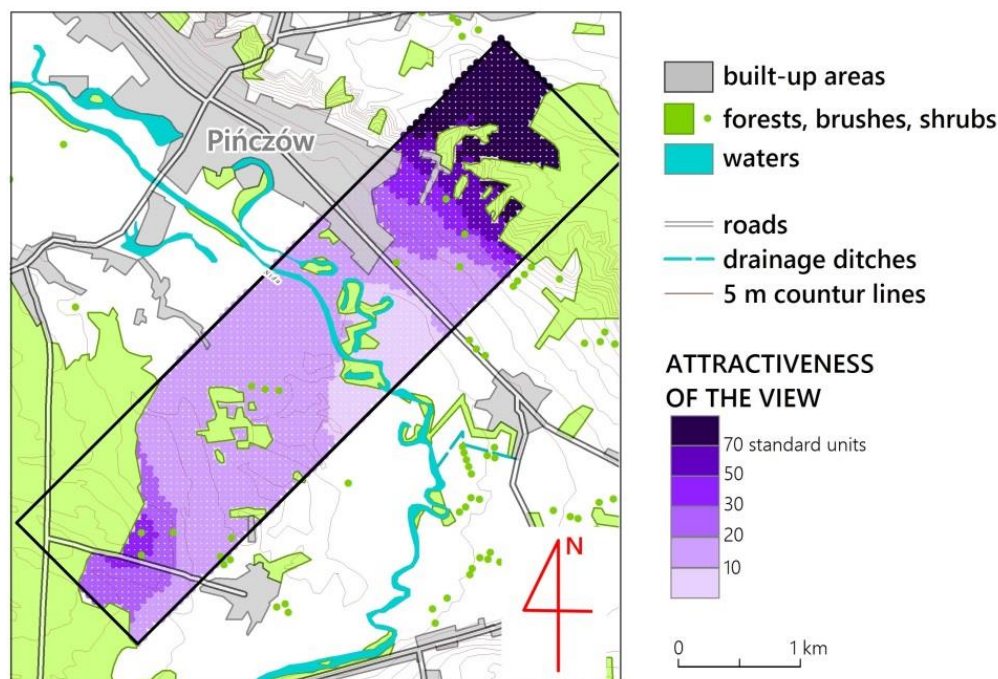 Pińczów
Nida
N
built-up areas
forests, brushes, shrubs
waters
roads
drainage ditches
5 m countur lines
ATTRACTIVENESS
OF THE VIEW
70 standard units
50
30
20
10
0 1 km